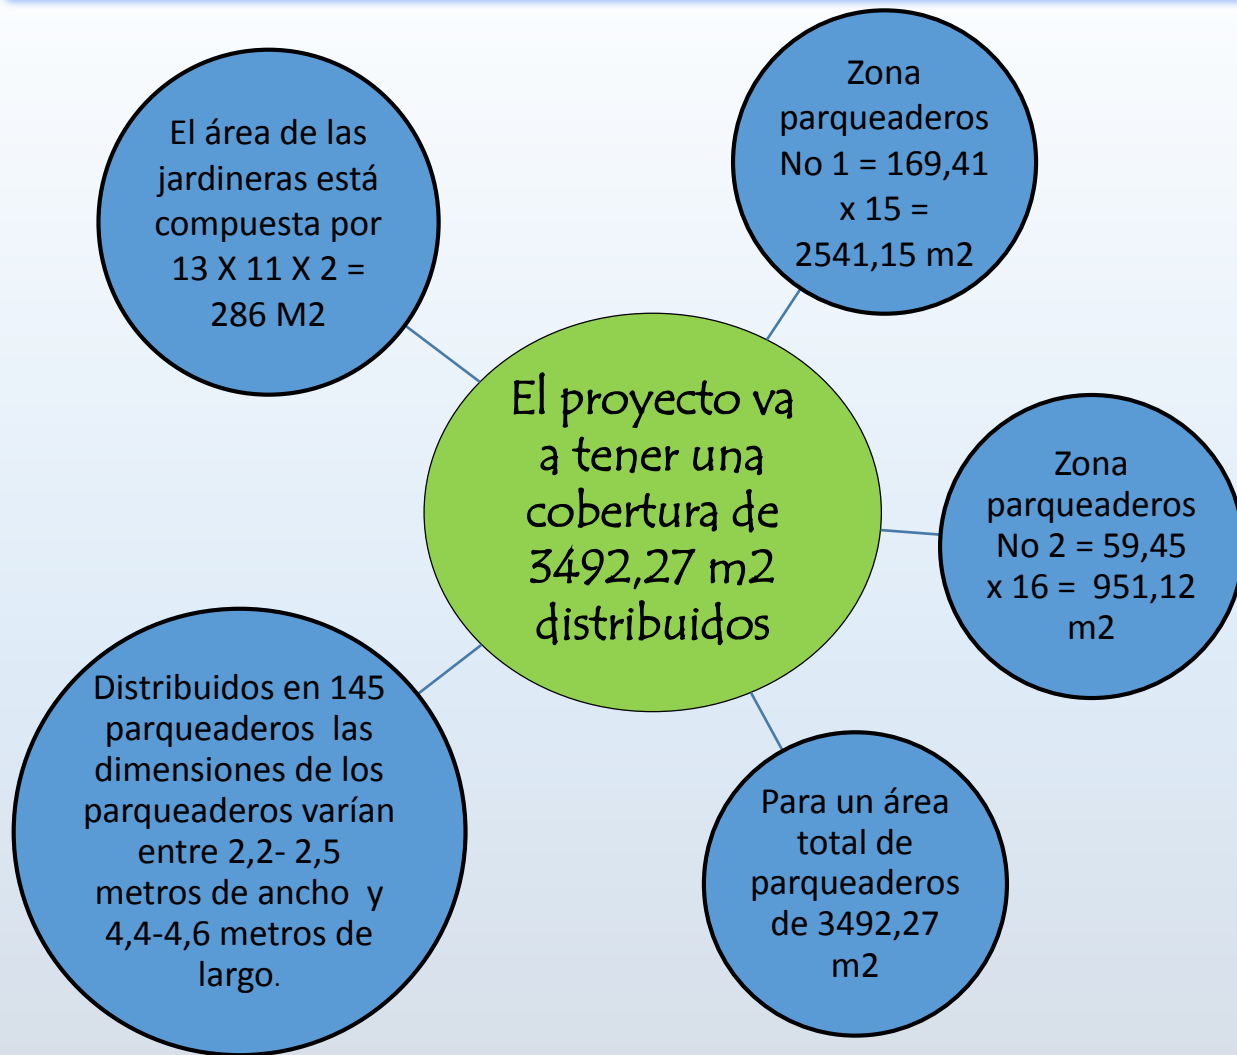 El área de las
jardineras está
compuesta por
13 X 11 X 2 =
286 M2
Zona
parqueaderos
No 1 = 169,41
x 15 =
2541,15 m2
El proyecto va
a tener una
cobertura de
3492,27 m2
distribuidos
Zona
parqueaderos
No 2 = 59,45
x 16 = 951,12
m2
Distribuidos en 145
parqueaderos las
dimensiones de los
parqueaderos varían
entre 2,2- 2,5
metros de ancho y
4,4-4,6 metros de
largo.
Para un área
total de
parqueaderos
de 3492,27
m2